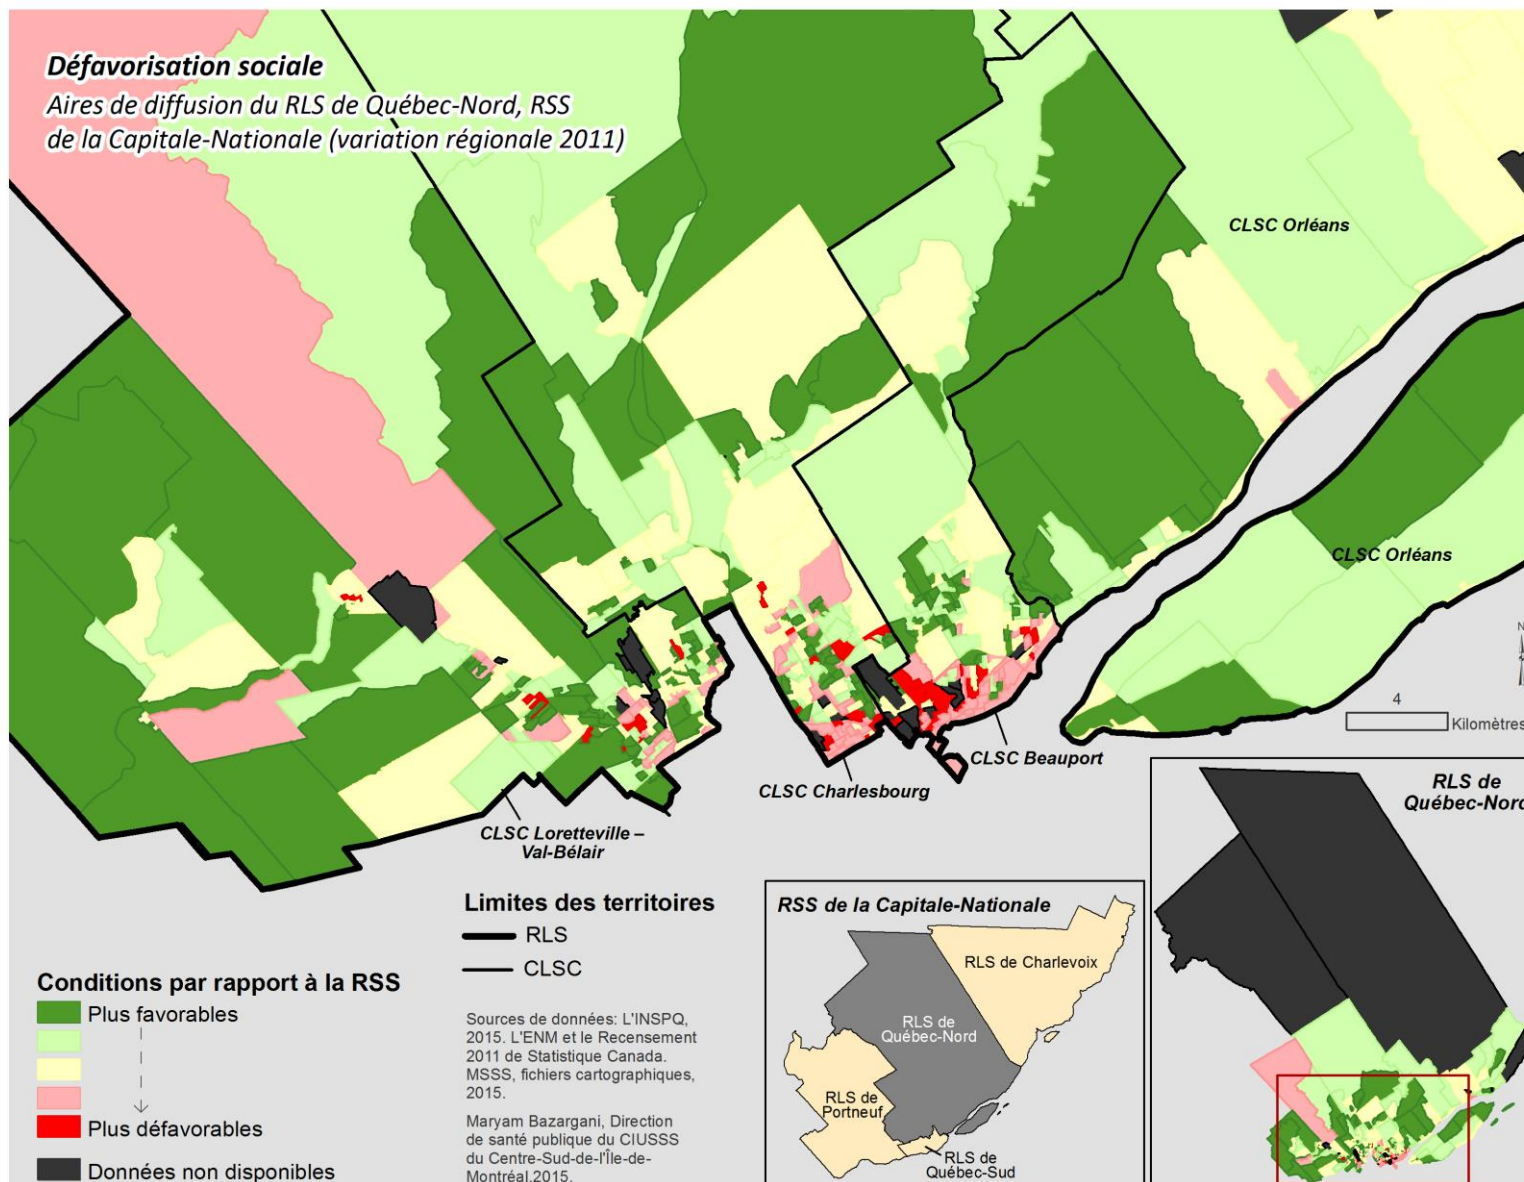 Défavorisation sociale
Aires de diffusion du RLS de Québec-Nord, RSS
de la Capitale-Nationale (variation régionale 2011)
CLSC Orléans
CLSC Orléans
N
4
Kilomètres
CLSC Beauport
CLSC Charlesbourg
CLSC Loretteville –
Val-Bélair
Limites des territoires
RLS
CLSC
Conditions par rapport à la RSS
Plus favorables
Plus défavorables
Données non disponibles
Sources de données: L'INSPQ,
2015. L'ENM et le Recensement
2011 de Statistique Canada.
MSSS, fichiers cartographiques,
2015.
Maryam Bazargani, Direction
de santé publique du CIUSSS
du Centre-Sud-de-l'Île-de-
Montréal,2015.
RSS de la Capitale-Nationale
RLS de Charlevoix
RLS de
Québec-Nord
RLS de
Portneuf
RLS de
Québec-Sud
RLS de
Québec-Nord